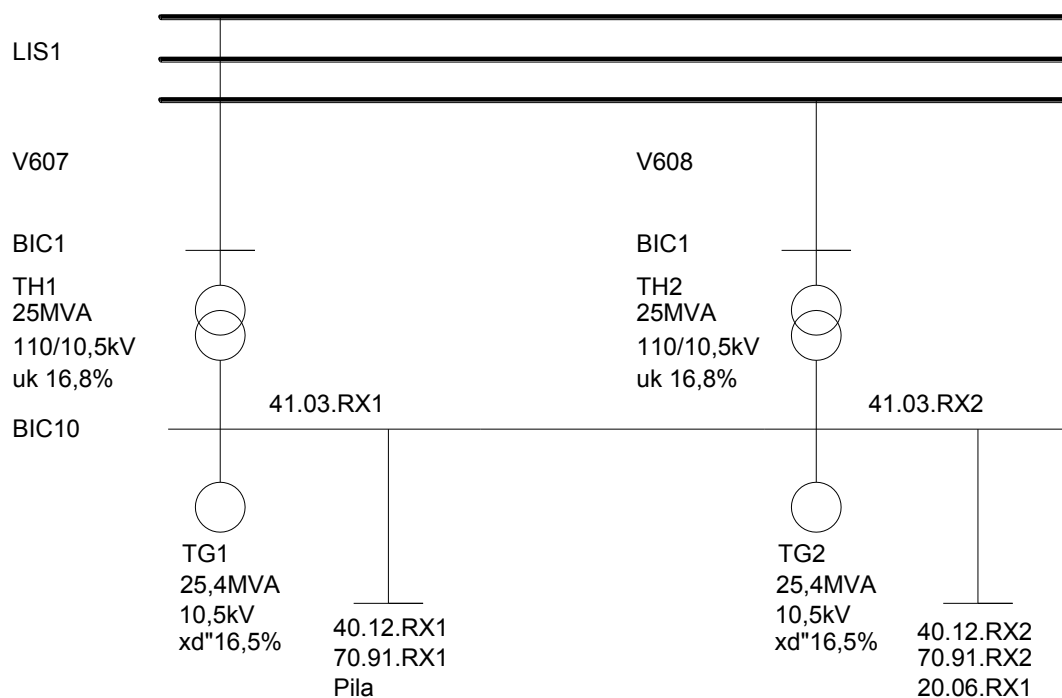 LIS1
V607
V608
BIC1
BIC1
TH1
25MVA
110/10,5kV
uk 16,8%
TH2
25MVA
110/10,5kV
uk 16,8%
41.03.RX1
41.03.RX2
BIC10
TG1
25,4MVA
10,5kV
xd"16,5%
40.12.RX1
70.91.RX1
Pila
TG2
25,4MVA
10,5kV
xd"16,5%
40.12.RX2
70.91.RX2
20.06.RX1